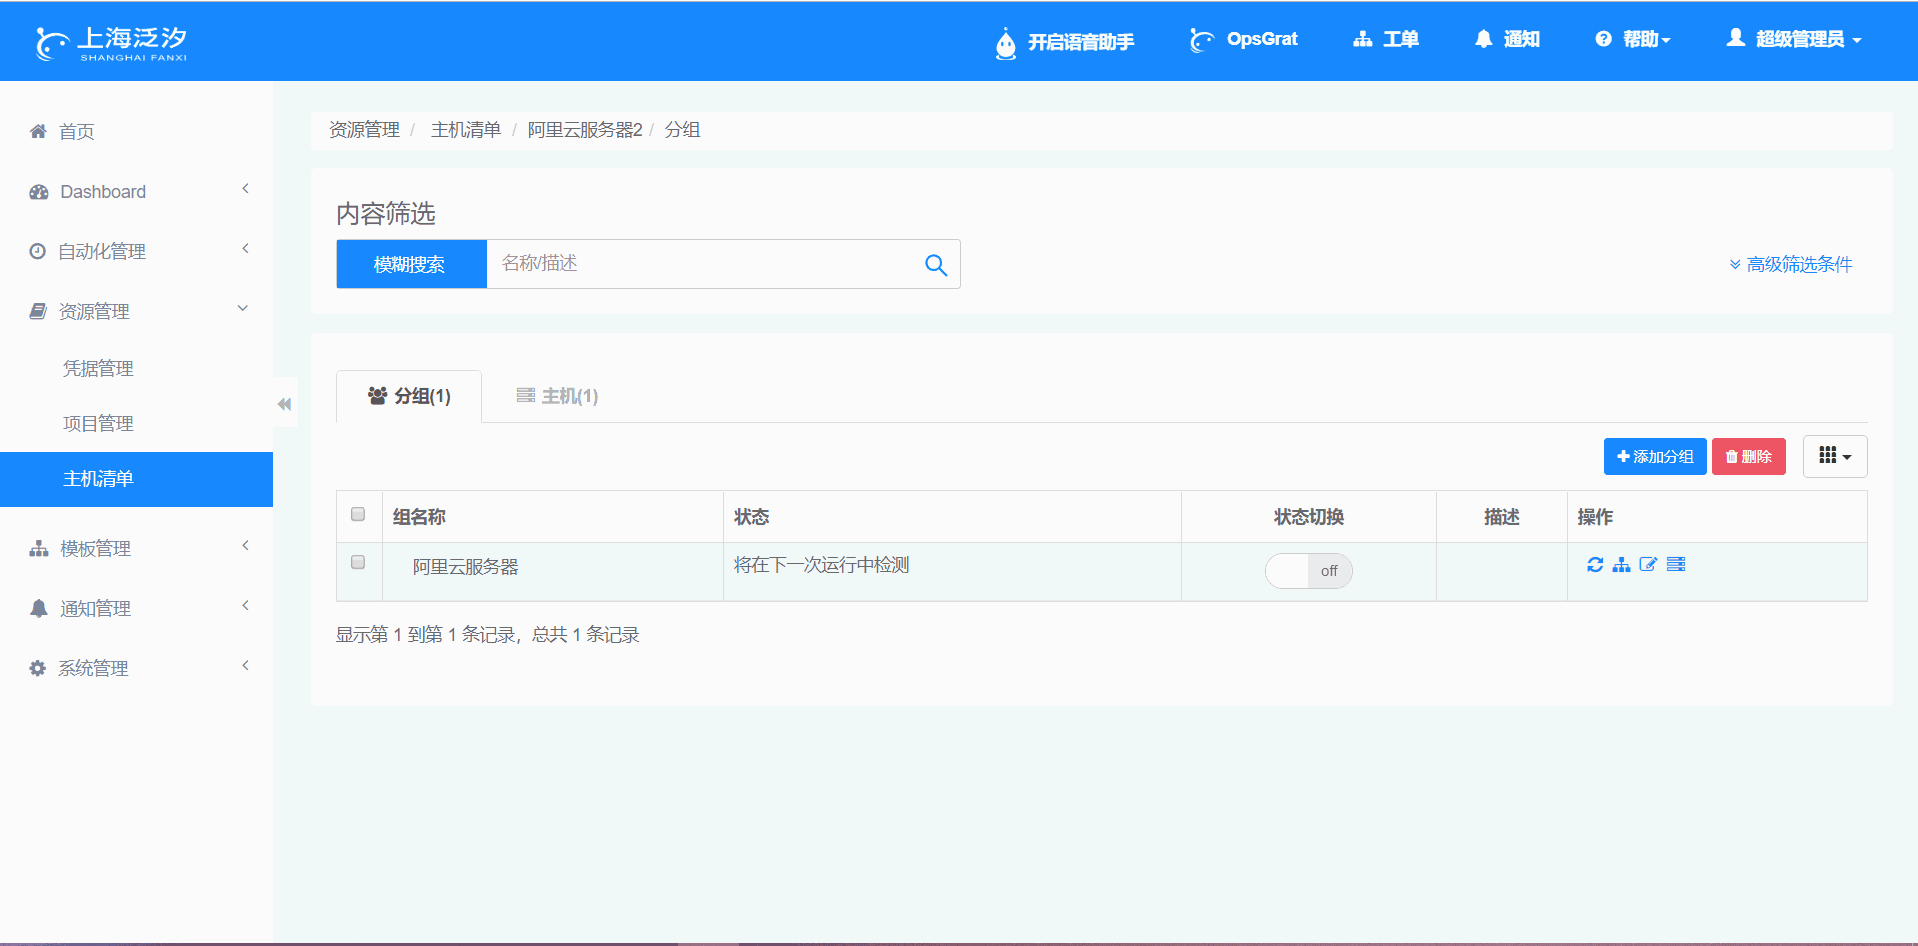 上海泛汐
SHANGHAI FANXI
开启语音助手
OpsGrat
工单
通知
帮助
超级管理员
首页
Dashboard
自动化管理
资源管理
凭据管理
项目管理
主机清单
模板管理
通知管理
系统管理
资源管理 / 主机清单 / 阿里云服务器2 / 分组
内容筛选
模糊搜索 名称/描述
高级筛选条件
分组(1) 主机(1)
添加分组 删除
组名称 状态 状态切换 描述 操作
阿里云服务器 将在下一次运行中检测 off
显示第 1 到第 1 条记录，总共 1 条记录